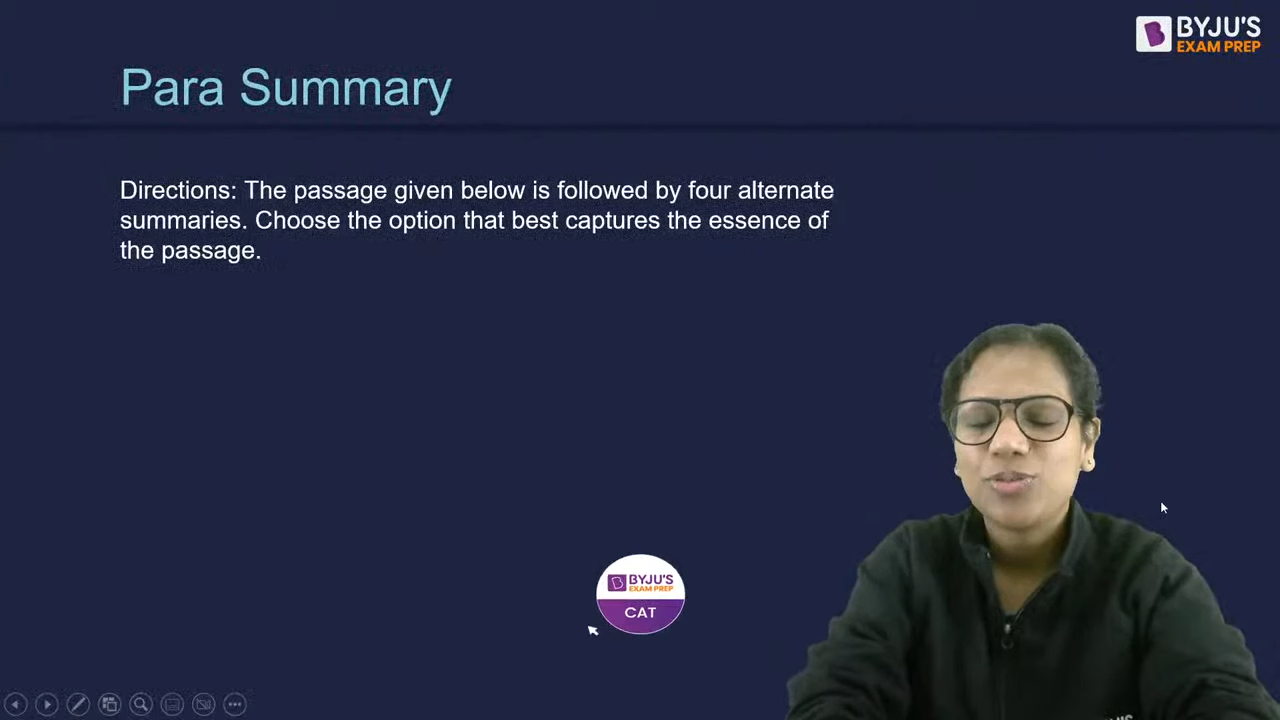 BYJU'S
EXAM PREP
Para Summary
Directions: The passage given below is followed by four alternate
summaries. Choose the option that best captures the essence of
the passage.
BYJU'S
EXAM PREP
CAT